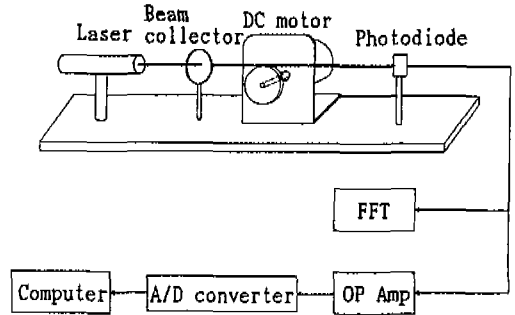 Laser
Beam
collector
DC motor
Photodiode
FFT
Computer
A/D converter
OP Amp